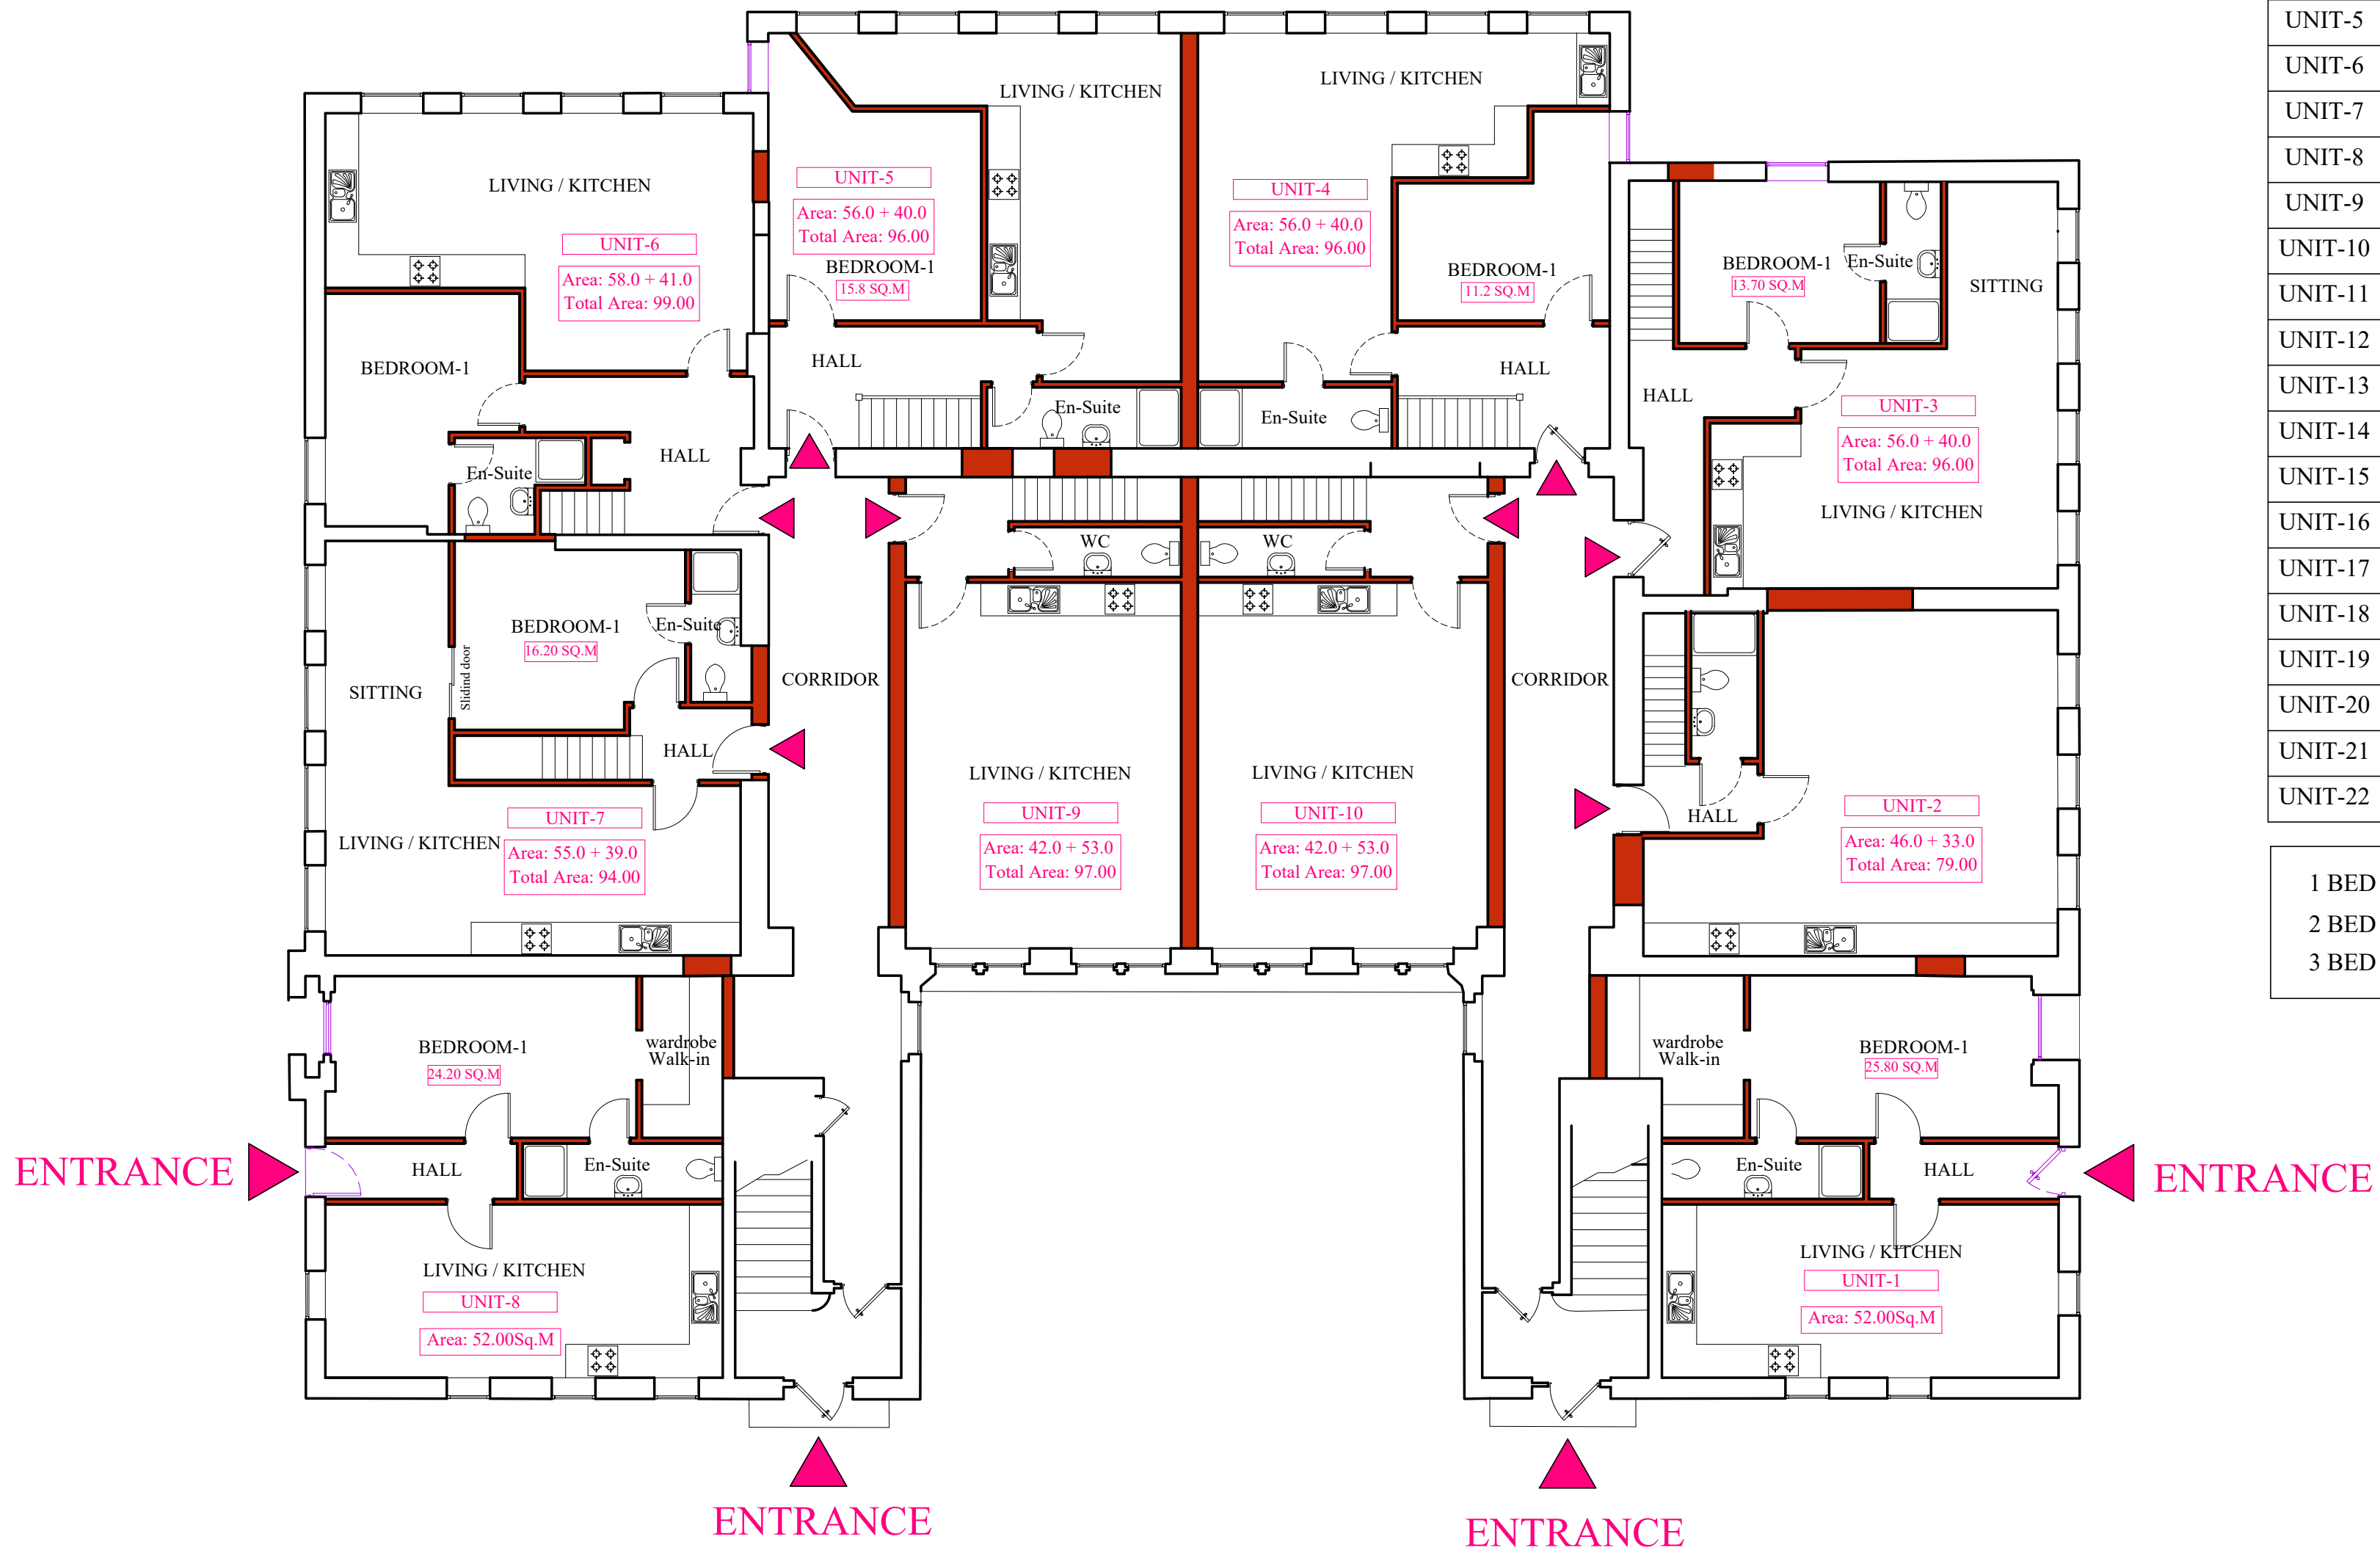 LIVING / KITCHEN
UNIT-6
Area: 58.0 + 41.0
Total Area: 99.00
BEDROOM-1
En-Suite
HALL
UNIT-5
Area: 56.0 + 40.0
Total Area: 96.00
BEDROOM-1
15.8 SQ.M
LIVING / KITCHEN
HALL
En-Suite
LIVING / KITCHEN
UNIT-4
Area: 56.0 + 40.0
Total Area: 96.00
BEDROOM-1
11.2 SQ.M
HALL
En-Suite
BEDROOM-1
13.70 SQ.M
En-Suite
SITTING
HALL
UNIT-3
Area: 56.0 + 40.0
Total Area: 96.00
LIVING / KITCHEN
WC
WC
BEDROOM-1
16.20 SQ.M
En-Suite
SITTING
Slidind door
HALL
LIVING / KITCHEN
UNIT-7
Area: 55.0 + 39.0
Total Area: 94.00
CORRIDOR
LIVING / KITCHEN
UNIT-9
Area: 42.0 + 53.0
Total Area: 97.00
LIVING / KITCHEN
UNIT-10
Area: 42.0 + 53.0
Total Area: 97.00
CORRIDOR
HALL
UNIT-2
Area: 46.0 + 33.0
Total Area: 79.00
BEDROOM-1
24.20 SQ.M
wardrobe
Walk-in
ENTRANCE
HALL
En-Suite
LIVING / KITCHEN
UNIT-8
Area: 52.00Sq.M
wardrobe
Walk-in
BEDROOM-1
25.80 SQ.M
En-Suite
HALL
ENTRANCE
LIVING / KITCHEN
UNIT-1
Area: 52.00Sq.M
ENTRANCE
ENTRANCE
UNIT-5
UNIT-6
UNIT-7
UNIT-8
UNIT-9
UNIT-10
UNIT-11
UNIT-12
UNIT-13
UNIT-14
UNIT-15
UNIT-16
UNIT-17
UNIT-18
UNIT-19
UNIT-20
UNIT-21
UNIT-22
1 BED
2 BED
3 BED